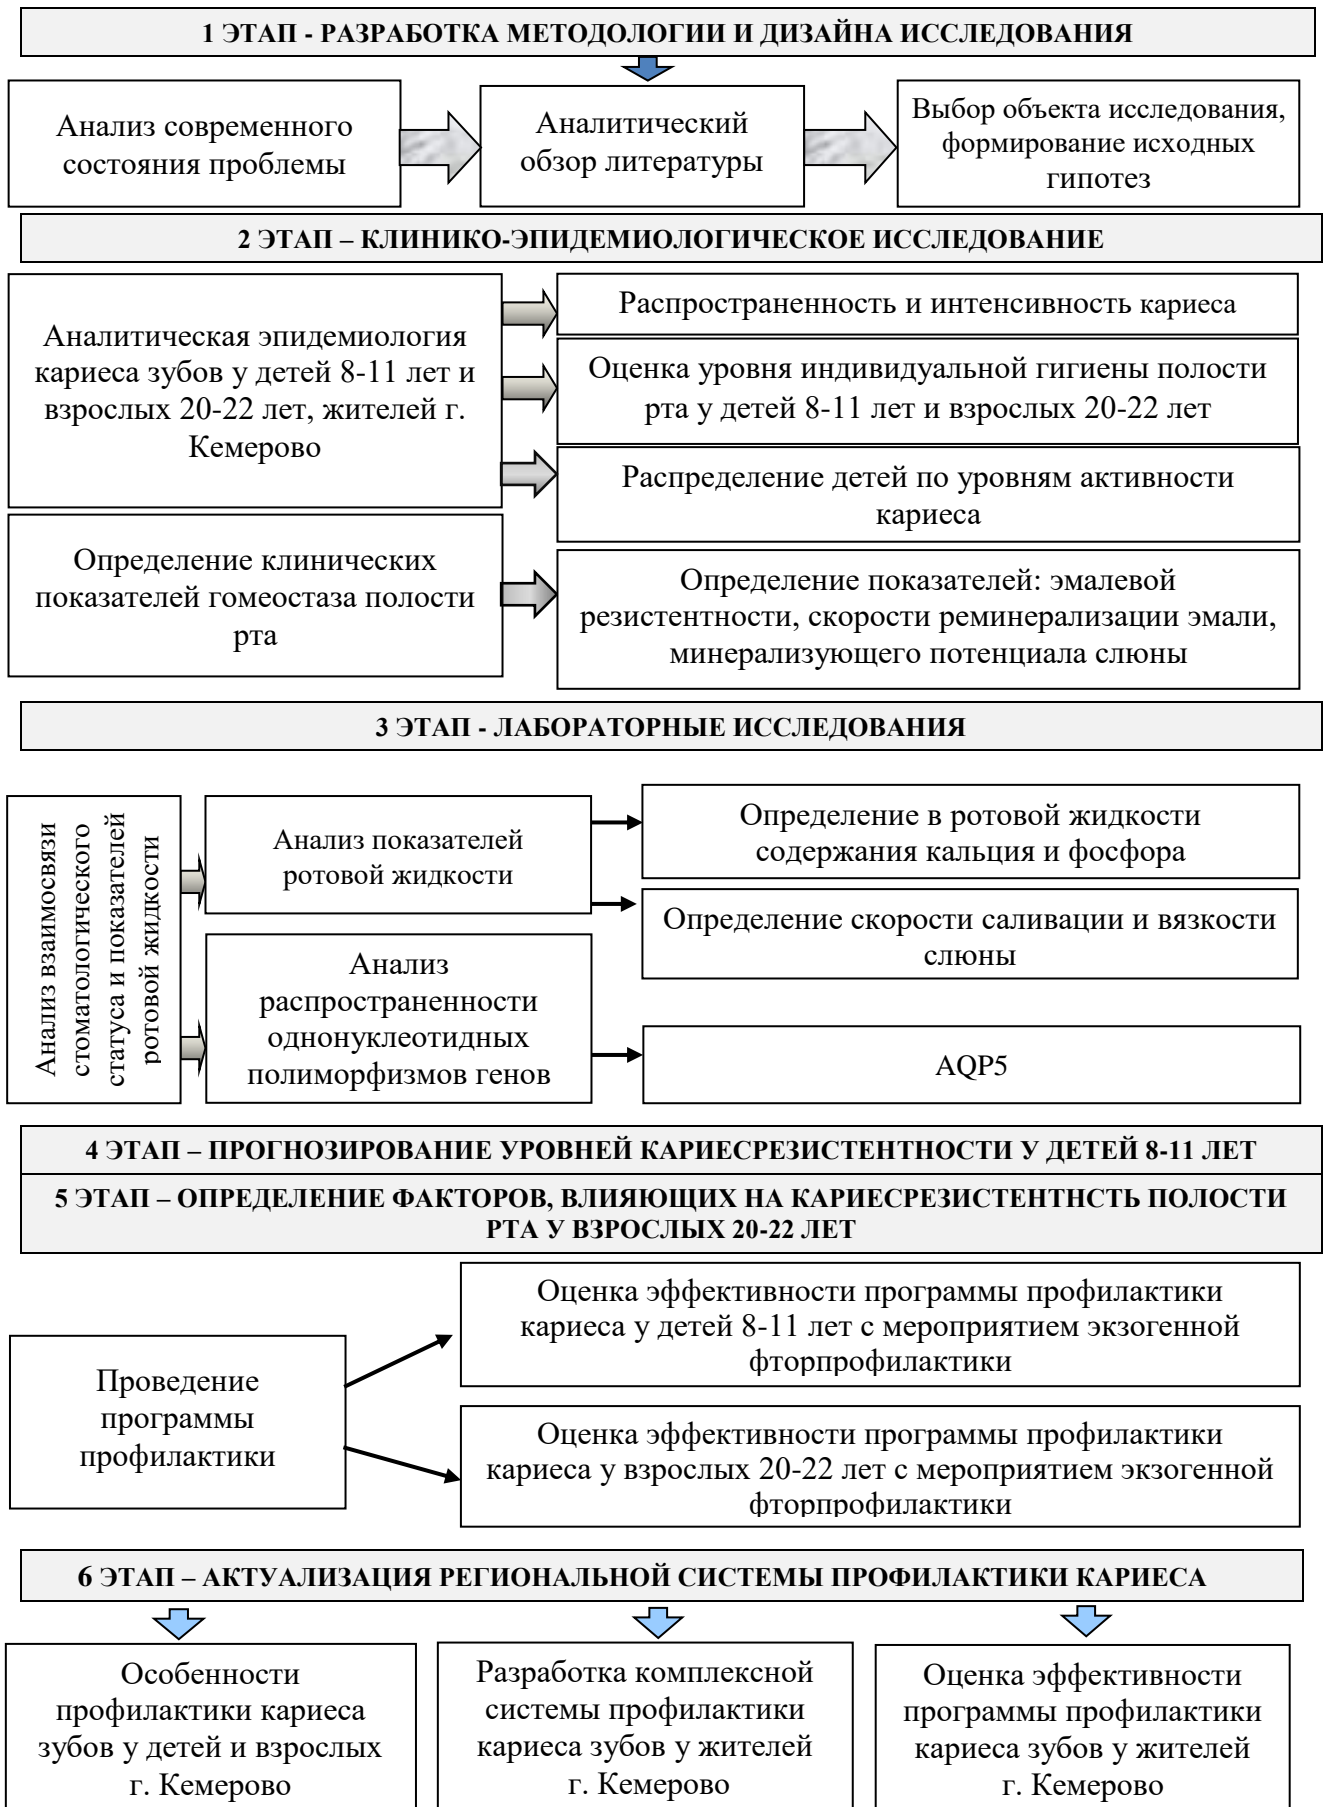 1 ЭТАП - РАЗРАБОТКА МЕТОДОЛОГИИ И ДИЗАЙНА ИССЛЕДОВАНИЯ
Анализ современного
состояния проблемы
Аналитический
обзор литературы
Выбор объекта исследования,
формирование исходных
гипотез
2 ЭТАП – КЛИНИКО-ЭПИДЕМИОЛОГИЧЕСКОЕ ИССЛЕДОВАНИЕ
Аналитическая эпидемиология
кариеса зубов у детей 8-11 лет и
взрослых 20-22 лет, жителей г.
Кемерово
Распространенность и интенсивность кариеса
Оценка уровня индивидуальной гигиены полости
рта у детей 8-11 лет и взрослых 20-22 лет
Распределение детей по уровням активности
кариеса
Определение клинических
показателей гомеостаза полости
рта
Определение показателей: эмалевой
резистентности, скорости реминерализации эмали,
минерализующего потенциала слюны
3 ЭТАП - ЛАБОРАТОРНЫЕ ИССЛЕДОВАНИЯ
Анализ взаимосвязи
стоматологического
статуса и показателей
ротовой жидкости
Анализ показателей
ротовой жидкости
Определение в ротовой жидкости
содержания кальция и фосфора
Определение скорости саливации и вязкости
слюны
Анализ
распространенности
однонуклеотидных
полиморфизмов генов
AQP5
4 ЭТАП – ПРОГНОЗИРОВАНИЕ УРОВНЕЙ КАРИЕСРЕЗИСТЕНТНОСТИ У ДЕТЕЙ 8-11 ЛЕТ
5 ЭТАП – ОПРЕДЕЛЕНИЕ ФАКТОРОВ, ВЛИЯЮЩИХ НА КАРИЕСРЕЗИСТЕНТНСТЬ ПОЛОСТИ
РТА У ВЗРОСЛЫХ 20-22 ЛЕТ
Проведение
программы
профилактики
Оценка эффективности программы профилактики
кариеса у детей 8-11 лет с мероприятием экзогенной
фторпрофилактики
Оценка эффективности программы профилактики
кариеса у взрослых 20-22 лет с мероприятием экзогенной
фторпрофилактики
6 ЭТАП – АКТУАЛИЗАЦИЯ РЕГИОНАЛЬНОЙ СИСТЕМЫ ПРОФИЛАКТИКИ КАРИЕСА
Особенности
профилактики кариеса
зубов у детей и взрослых
г. Кемерово
Разработка комплексной
системы профилактики
кариеса зубов у жителей
г. Кемерово
Оценка эффективности
программы профилактики
кариеса зубов у жителей
г. Кемерово